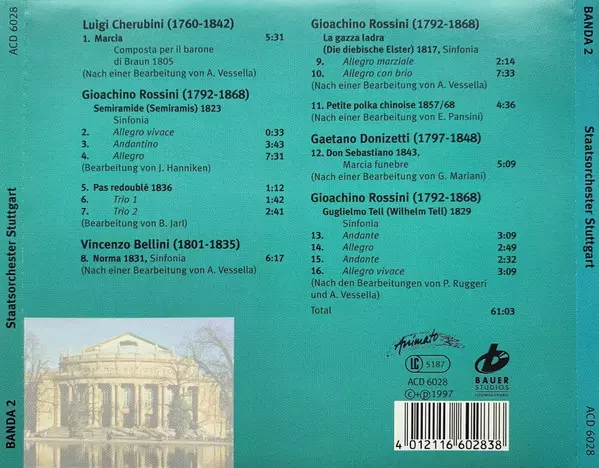 ACD 6028
Staatsorchester Stuttgart
BANDA 2
Luigi Cherubini (1760-1842)
1. Marcia 5:31
Composta per il barone
di Braun 1805
(Nach einer Bearbeitung von A. Vessella)
Gioachino Rossini (1792-1868)
Semiramide (Semiramis) 1823
Sinfonia
2. Allegro vivace 0:33
3. Andantino 3:43
4. Allegro 7:31
(Bearbeitung von J. Hanniken)
5. Pas redoublé 1836 1:12
6. Trio 1 1:42
7. Trio 2 2:41
(Bearbeitung von B. Jarl)
Vincenzo Bellini (1801-1835)
8. Norma 1831, Sinfonia 6:17
(Nach einer Bearbeitung von A. Vessella)
Gioachino Rossini (1792-1868)
La gazza ladra
(Die diebische Elster) 1817, Sinfonia
9. Allegro marziale 2:14
10. Allegro con brio 7:33
(Nach einer Bearbeitung von A. Vessella)
11. Petite polka chinoise 1857/68 4:36
(Nach einer Bearbeitung von E. Pansini)
Gaetano Donizetti (1797-1848)
12. Don Sebastiano 1843,
Marcia funebre 5:09
(Nach einer Bearbeitung von G. Mariani)
Gioachino Rossini (1792-1868)
Guglielmo Tell (Wilhelm Tell) 1829
Sinfonia
13. Andante 3:09
14. Allegro 2:49
15. Andante 2:32
16. Allegro vivace 3:09
(Nach den Bearbeitungen von P. Ruggeri
und A. Vessella)
Total 61:03
Animato
LC 5187
ACD 6028
©+℗1997
b
BAUER
STUDIOS
LUDWIGSBURG
4 012116 602838
BANDA 2
Staatsorchester Stuttgart
ACD 6028